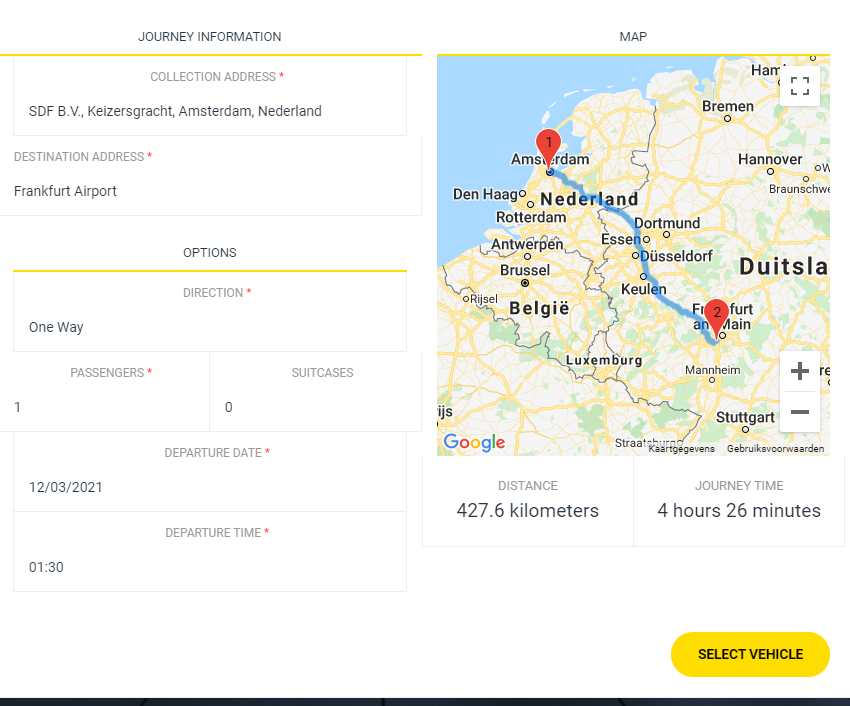 JOURNEY INFORMATION
COLLECTION ADDRESS *
SDF B.V., Keizersgracht, Amsterdam, Nederland
DESTINATION ADDRESS *
Frankfurt Airport
OPTIONS
DIRECTION *
One Way
PASSENGERS * SUITCASES
1 0
DEPARTURE DATE *
12/03/2021
DEPARTURE TIME *
01:30
MAP
Ham
Bremen
1
Amsterdam
Hannover
W
Braunschwe
Den Haag
Nederland
Rotterdam
Dortmund
Antwerpen
Essen
Düsseldorf
Brussel
Duitsla
Keulen
Rijsel
België
2
Frankfurt
am Main
Luxemburg
Mannheim
re
ijs
Stuttgart
Google
Straatsburg
Kaartgegevens Gebruiksvoorwaarden
DISTANCE JOURNEY TIME
427.6 kilometers 4 hours 26 minutes
SELECT VEHICLE